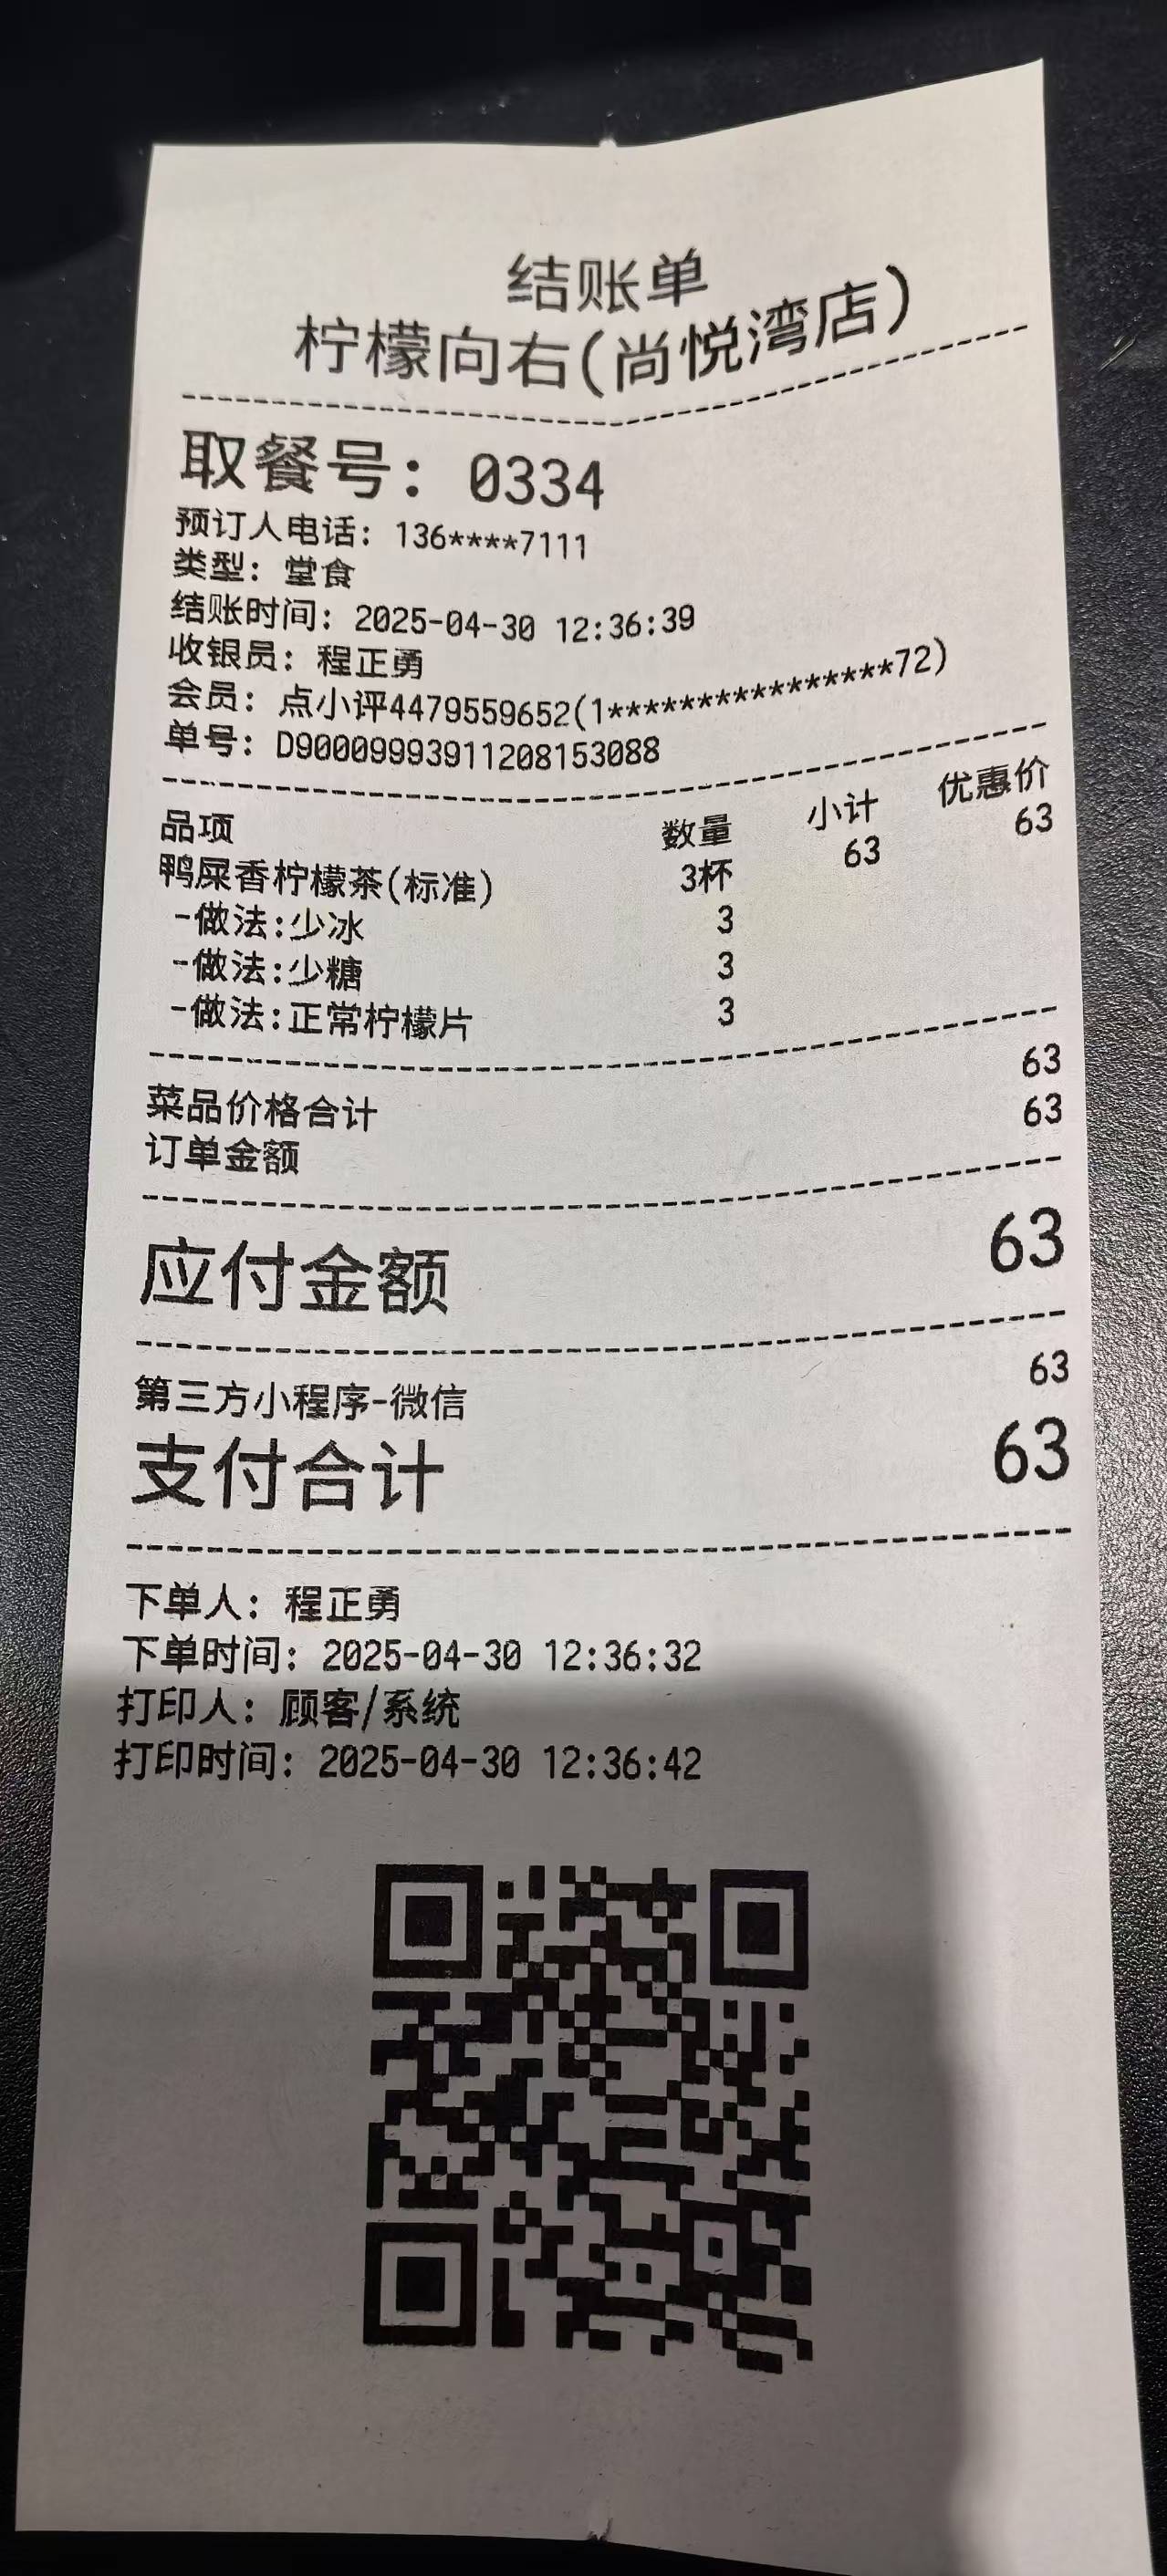 结账单
柠檬向右(尚悦湾店)
取餐号: 0334
预订人电话: 136****7111
类型: 堂食
结账时间: 2025-04-30 12:36:39
收银员: 程正勇
会员: 点小评4479559652(1****************72)
单号: D90009993911208153088
品项 数量 小计 优惠价
鸭屎香柠檬茶(标准) 3杯 63 63
-做法:少冰 3
-做法:少糖 3
-做法:正常柠檬片 3
菜品价格合计 63
订单金额 63
应付金额 63
第三方小程序-微信 63
支付合计 63
下单人: 程正勇
下单时间: 2025-04-30 12:36:32
打印人: 顾客/系统
打印时间: 2025-04-30 12:36:42